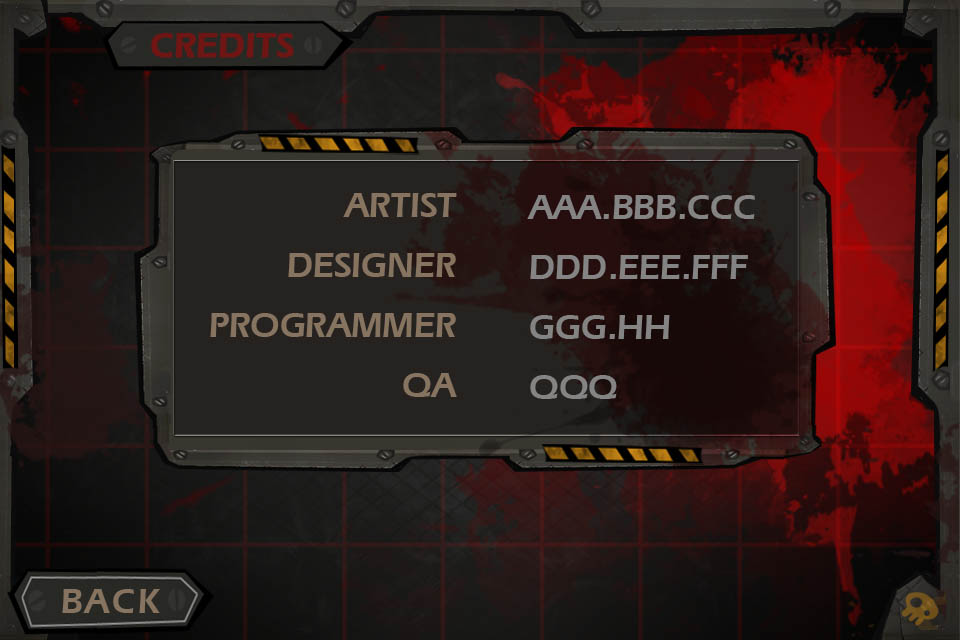 CREDITS
ARTIST AAA.BBB.CCC
DESIGNER DDD.EEE.FFF
PROGRAMMER GGG.HH
QA QQQ
BACK